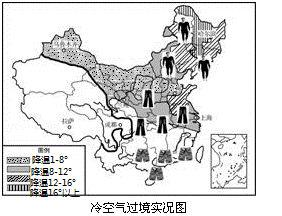 乌鲁木齐
哈尔滨
拉萨
成都
上海
图例
降温1-8°
降温8-12°
降温12-16°
降温16°以上
冷空气过境实况图